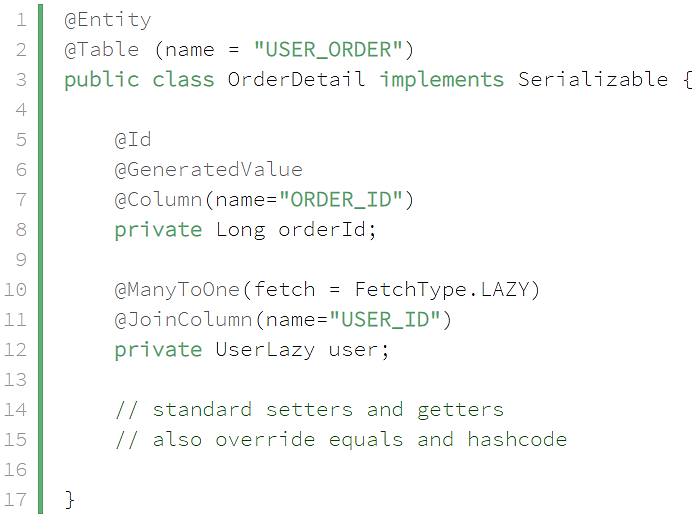 1 @Entity
2 @Table (name = "USER_ORDER")
3 public class OrderDetail implements Serializable {
4
5     @Id
6     @GeneratedValue
7     @Column(name="ORDER_ID")
8     private Long orderId;
9
10     @ManyToOne(fetch = FetchType.LAZY)
11     @JoinColumn(name="USER_ID")
12     private UserLazy user;
13
14     // standard setters and getters
15     // also override equals and hashcode
16
17 }